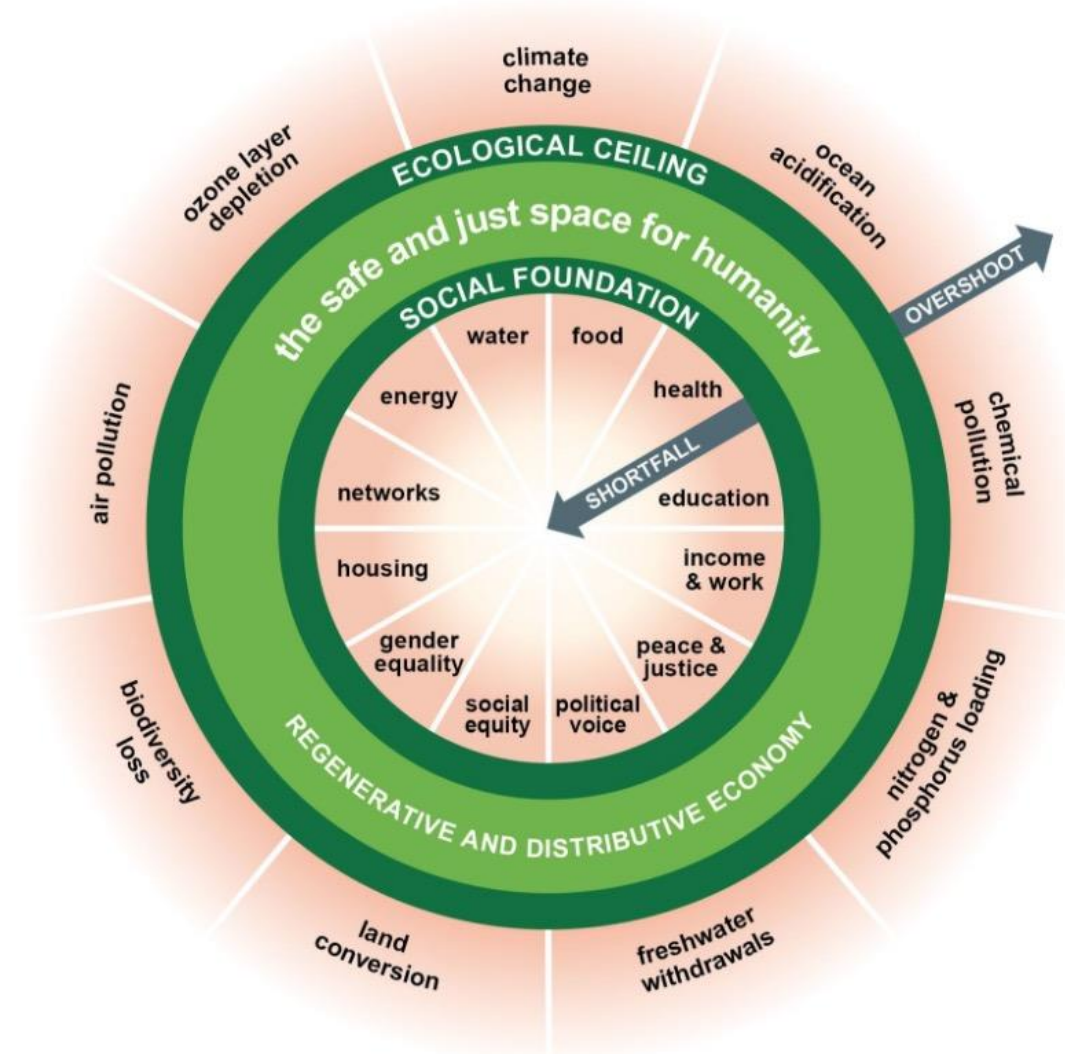 climate
change
ozone layer
depletion
ocean
acidification
ECOLOGICAL CEILING
the safe and just space for humanity
SOCIAL FOUNDATION
OVERSHOOT
water
food
energy
health
SHORTFALL
air pollution
chemical
pollution
networks
education
housing
income
& work
gender
equality
peace &
justice
social
equity
political
voice
biodiversity
loss
nitrogen &
phosphorus loading
REGENERATIVE AND DISTRIBUTIVE ECONOMY
land
conversion
freshwater
withdrawals